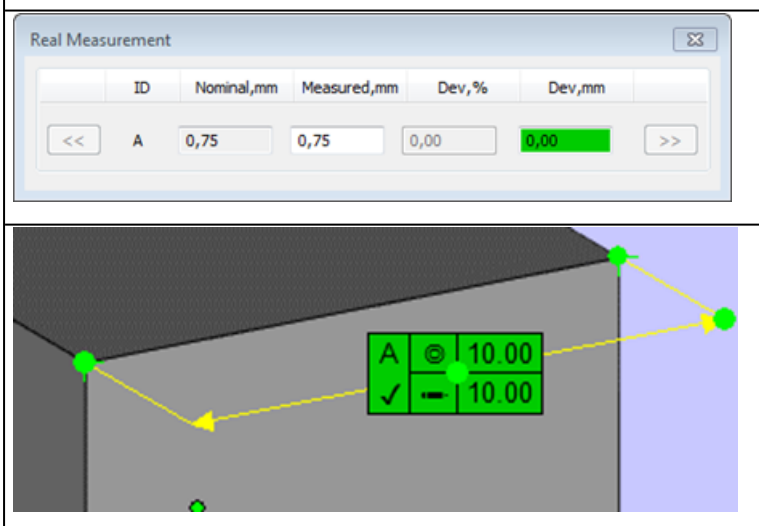 Real Measurement
ID Nominal,mm Measured,mm Dev,% Dev,mm
<< A 0,75 0,75 0,00 0,00 >>
A 10.00
✓ 10.00